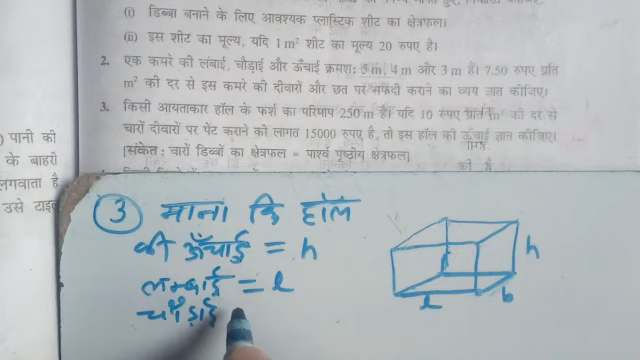 (i) डिब्बा बनाने के लिए आवश्यक प्लास्टिक शीट का क्षेत्रफल।
(ii) इस शीट का मूल्य, यदि 1 m² शीट का मूल्य 20 रुपए है।
2. एक कमरे की लंबाई, चौड़ाई और ऊँचाई क्रमशः 5 m, 4 m और 3 m हैं। 7.50 रुपए प्रति
m² की दर से इस कमरे की दीवारों और छत पर सफेदी कराने का व्यय ज्ञात कीजिए।
3. किसी आयताकार हॉल के फर्श का परिमाप 250 m है। यदि 10 रुपए प्रति m² की दर से
चारों दीवारों पर पेंट कराने की लागत 15000 रुपए है, तो इस हॉल की ऊँचाई ज्ञात कीजिए।
[संकेत : चारों डिब्बों का क्षेत्रफल = पार्श्व पृष्ठीय क्षेत्रफल]
) पानी की
के बाहरी
लगवाता है
उसे टाइल
3 माना कि हॉल
की ऊँचाई = h
लम्बाई = l
चौड़ाई
h
l
b